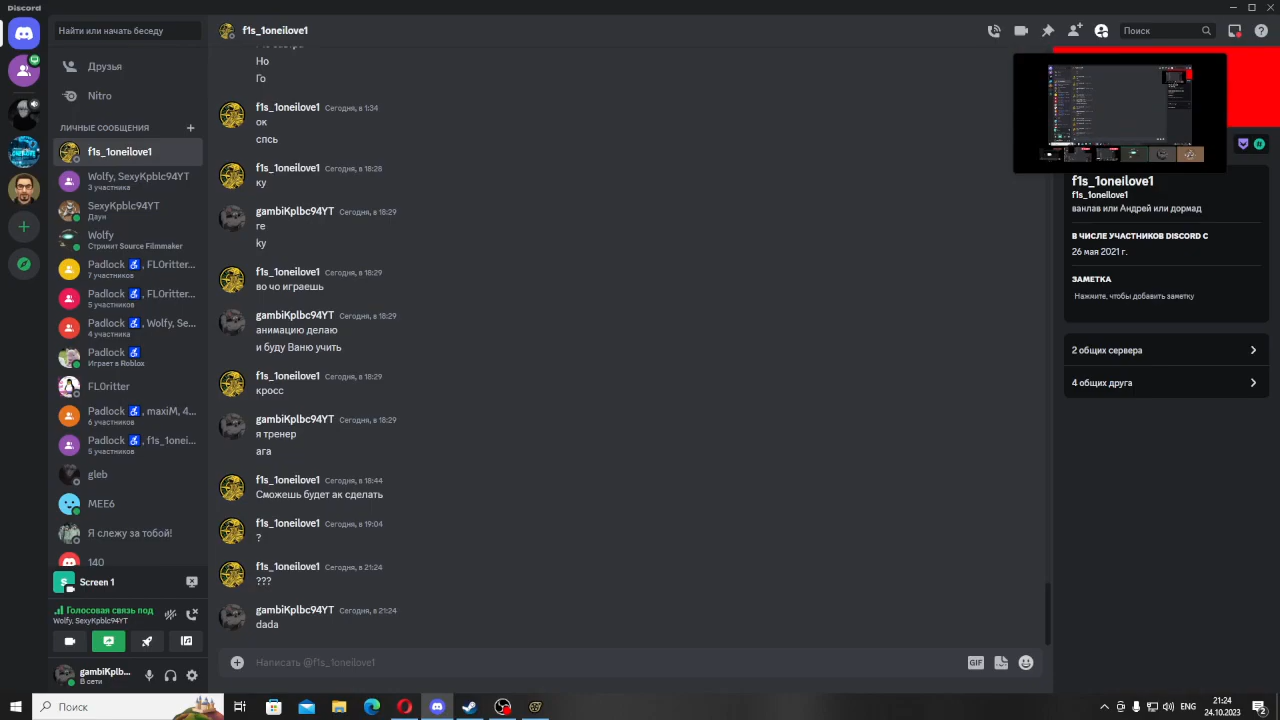 Discord
Найти или начать беседу
f1s_1oneilove1
Поиск
Друзья
Nitro
ЛИЧНЫЕ СООБЩЕНИЯ
f1s_1oneilove1
Wolfy, SexyKpblc94YT
3 участника
SexyKpblc94YT
Даун
Wolfy
Стримит Source Filmmaker
Padlock ♿, FL0ritter...
7 участников
Padlock ♿, FL0ritter...
5 участников
Padlock ♿, Wolfy, Se...
4 участника
Padlock ♿
Играет в Roblox
FL0ritter
Padlock ♿, maxiM, 4...
6 участников
Padlock ♿, f1s_1onei...
5 участников
gleb
MEE6
Я слежу за тобой!
140
Screen 1
Голосовая связь под
Wolfy, SexyKpblc94YT
gambiKplb...
В сети
Но
Го
f1s_1oneilove1 Сегодня, в 1:34
ок
спсь
f1s_1oneilove1 Сегодня, в 18:28
ку
gambiKplbc94YT Сегодня, в 18:29
re
ky
f1s_1oneilove1 Сегодня, в 18:29
во чо играешь
gambiKplbc94YT Сегодня, в 18:29
анимацию делаю
и буду Ваню учить
f1s_1oneilove1 Сегодня, в 18:29
кросс
gambiKplbc94YT Сегодня, в 18:29
я тренер
ага
f1s_1oneilove1 Сегодня, в 18:44
Сможешь будет ак сделать
f1s_1oneilove1 Сегодня, в 19:04
?
f1s_1oneilove1 Сегодня, в 21:24
???
gambiKplbc94YT Сегодня, в 21:24
dada
Написать @f1s_1oneilove1
GIF
f1s_1oneilove1
f1s_1oneilove1
ванлав или Андрей или дормад
В ЧИСЛЕ УЧАСТНИКОВ DISCORD С
26 мая 2021 г.
ЗАМЕТКА
Нажмите, чтобы добавить заметку
2 общих сервера
4 общих друга
Поиск
ENG
21:24
24.10.2023
2